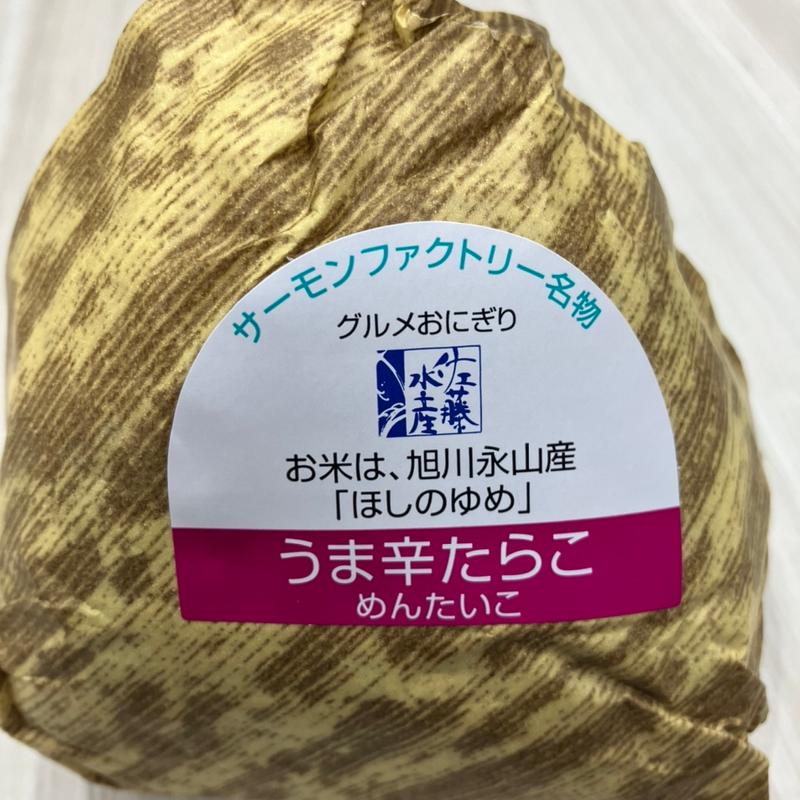 サーモンファクトリー名物
グルメおにぎり
佐藤
水産
お米は、旭川永山産
「ほしのゆめ」
うま辛たらこ
めんたいこ